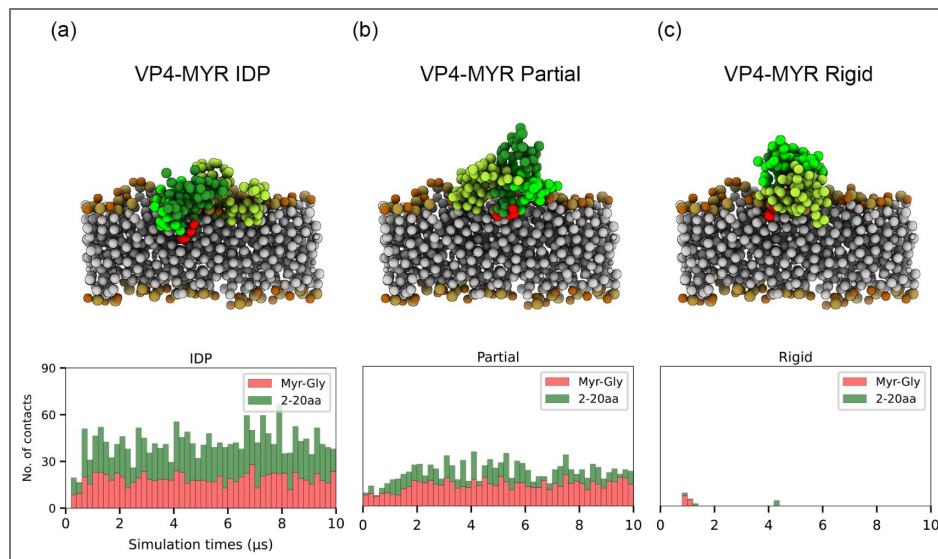 (a)
VP4-MYR IDP
(b)
VP4-MYR Partial
(c)
VP4-MYR Rigid
IDP
90
60
30
0
No. of contacts
Myr-Gly
2-20aa
0 2 4 6 8 10
Simulation times (μs)
Partial
Myr-Gly
2-20aa
0 2 4 6 8 10
Rigid
Myr-Gly
2-20aa
0 2 4 6 8 10